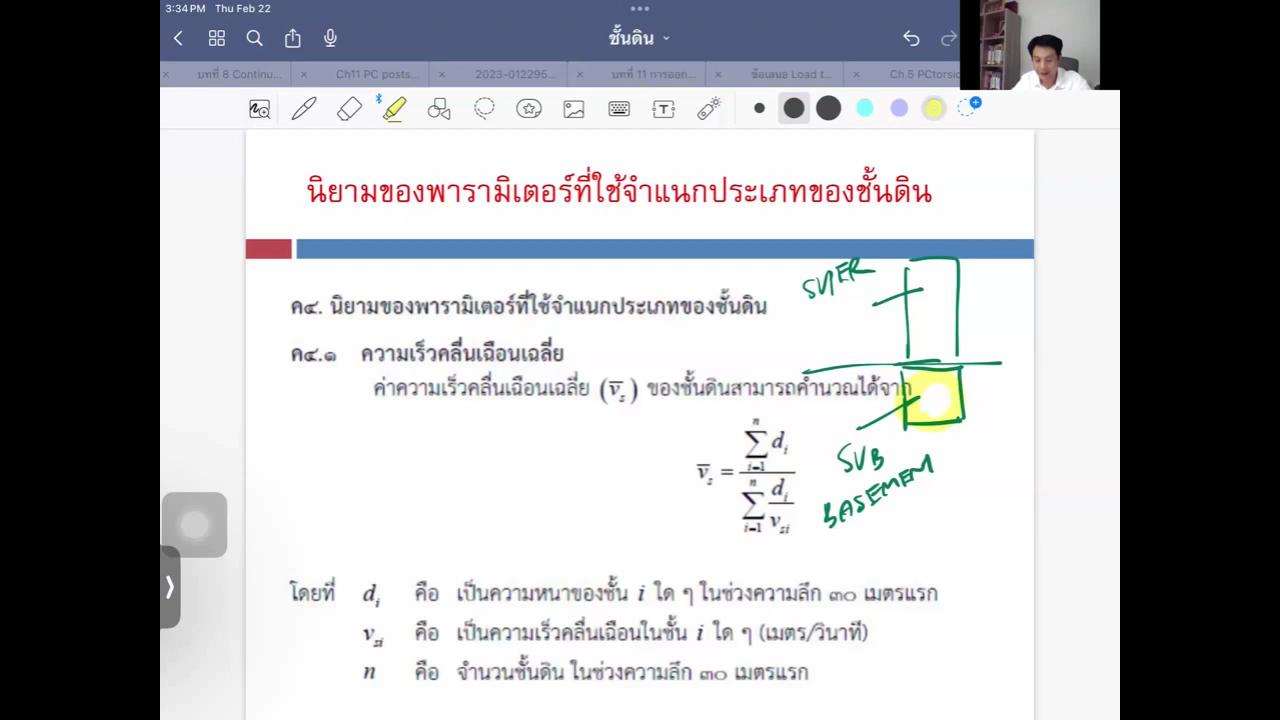 3:34 PM Thu Feb 22
ชั้นดิน
บทที่ 8 Continu...
Ch11 PC posts...
2023-012295...
บทที่ 11 การออก...
ข้อเสนอ Load t...
Ch.5 PCtorsio
นิยามของพารามิเตอร์ที่ใช้จำแนกประเภทของชั้นดิน
SUPER
ค๔. นิยามของพารามิเตอร์ที่ใช้จำแนกประเภทของชั้นดิน
ค๔.๑ ความเร็วคลื่นเฉือนเฉลี่ย
ค่าความเร็วคลื่นเฉือนเฉลี่ย (v̅s) ของชั้นดินสามารถคำนวณได้จาก
v̅s = ∑ⁿᵢ₌₁ di / ∑ⁿᵢ₌₁ (di / vsi)
SUB
BASEMEM
โดยที่ di คือ เป็นความหนาของชั้น i ใด ๆ ในช่วงความลึก ๓๐ เมตรแรก
vsi คือ เป็นความเร็วคลื่นเฉือนในชั้น i ใด ๆ (เมตร/วินาที)
n คือ จำนวนชั้นดิน ในช่วงความลึก ๓๐ เมตรแรก